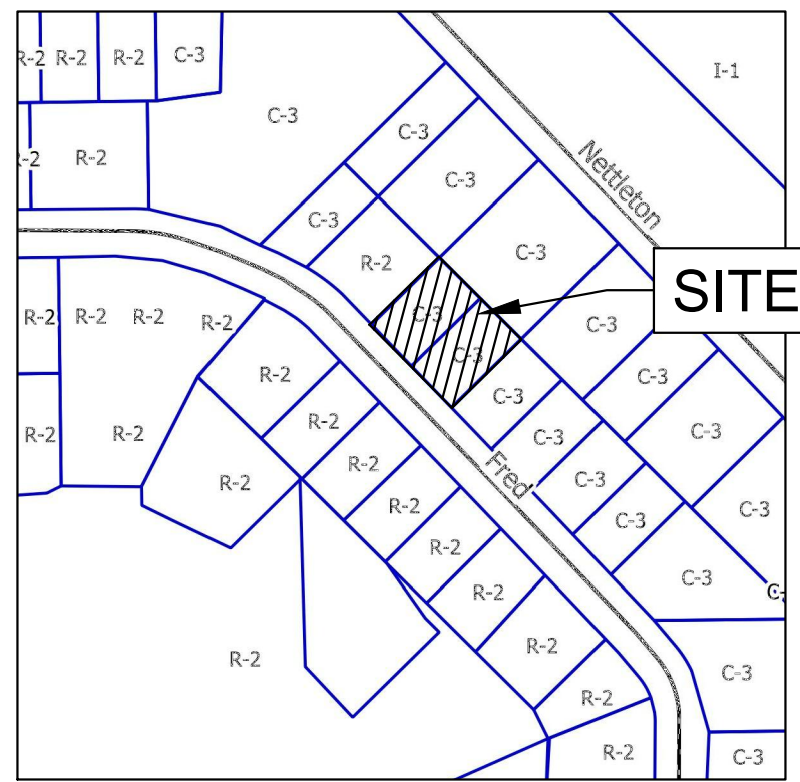 R-2 R-2 R-2 C-3 I-1
C-3
C-3
R-2 R-2
C-3 Nettleton
C-3
R-2 C-3
SITE
R-2 R-2 R-2 R-2 C-3 C-3
C-3
R-2 C-3 C-3
R-2 C-3 C-3
R-2 R-2 R-2 Fred C-3
R-2 C-3 C-3
R-2 C-3
R-2
R-2 C-3 C-
R-2
R-2 C-3
R-2
R-2 C-3